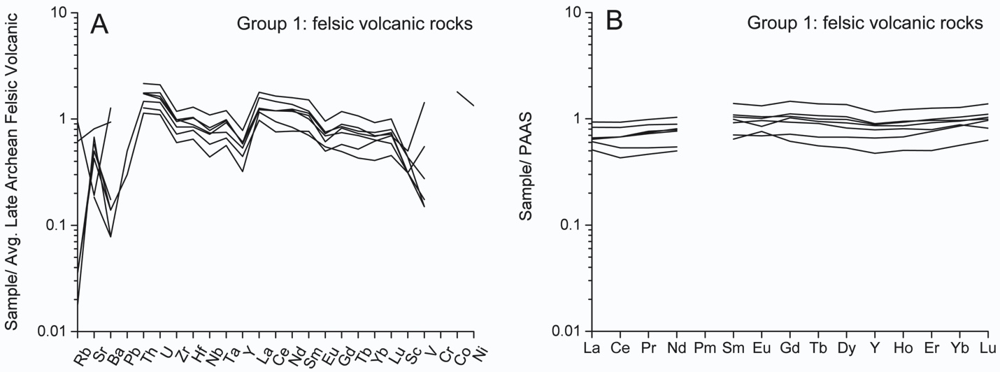 A
Group 1: felsic volcanic rocks
Sample/ Avg. Late Archean Felsic Volcanic
10
1
0.1
0.01
Rb Sr Ba Pb Th U Zr Hf Nb Ta Y La Ce Nd Sm Eu Gd Tb Yb Lu Sc V Cr Co Ni
B
Group 1: felsic volcanic rocks
Sample/ PAAS
10
1
0.1
0.01
La Ce Pr Nd Pm Sm Eu Gd Tb Dy Y Ho Er Yb Lu